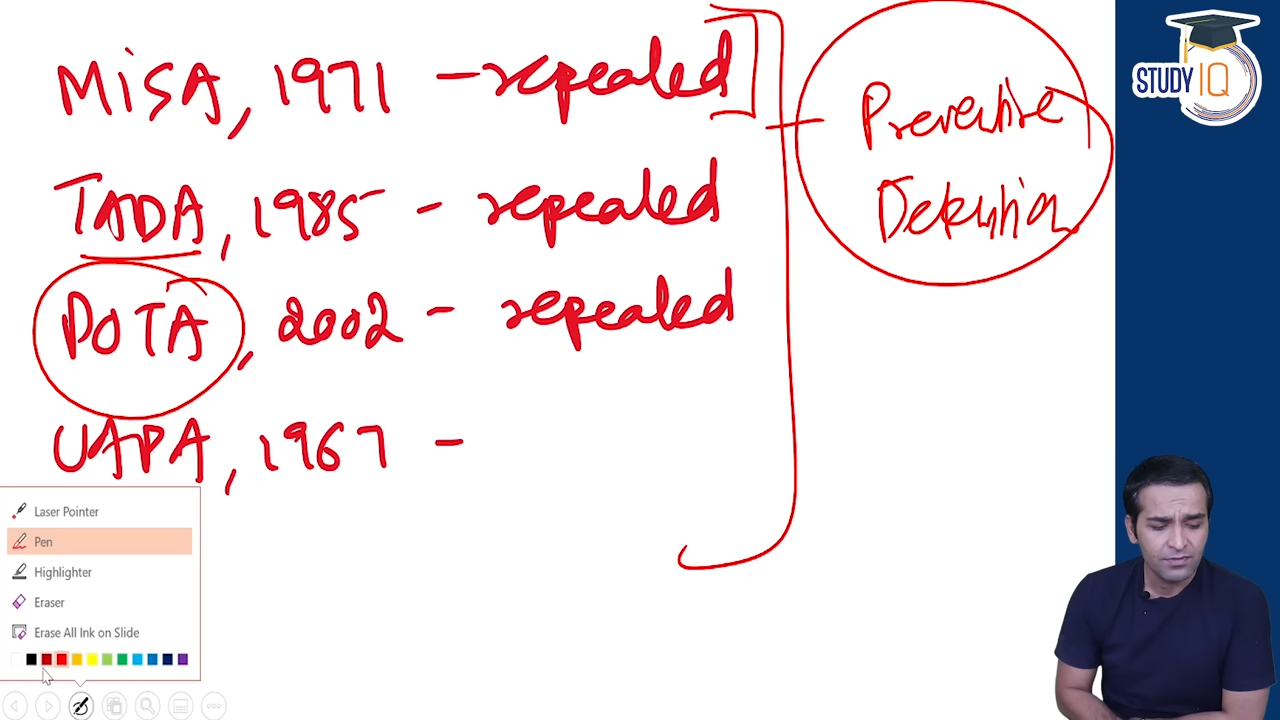 MiSA, 1971 - repealed
TADA, 1985 - repealed
POTA, 2002 - repealed
UAPA, 1967 -
Preventive
Detention
STUDY IQ
Laser Pointer
Pen
Highlighter
Eraser
Erase All Ink on Slide